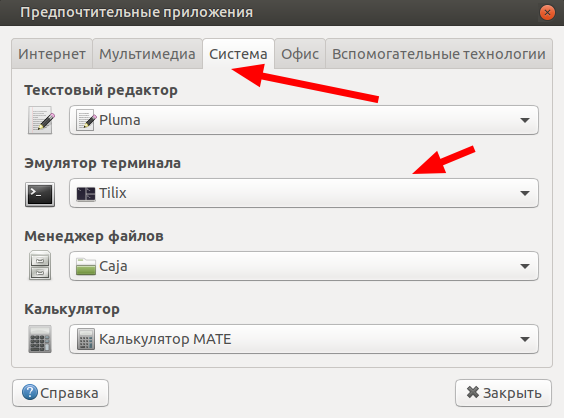 Предпочтительные приложения
Интернет Мультимедиа Система Офис Вспомогательные технологии
Текстовый редактор
Pluma
Эмулятор терминала
Tilix
Менеджер файлов
Caja
Калькулятор
Калькулятор MATE
Справка Закрыть